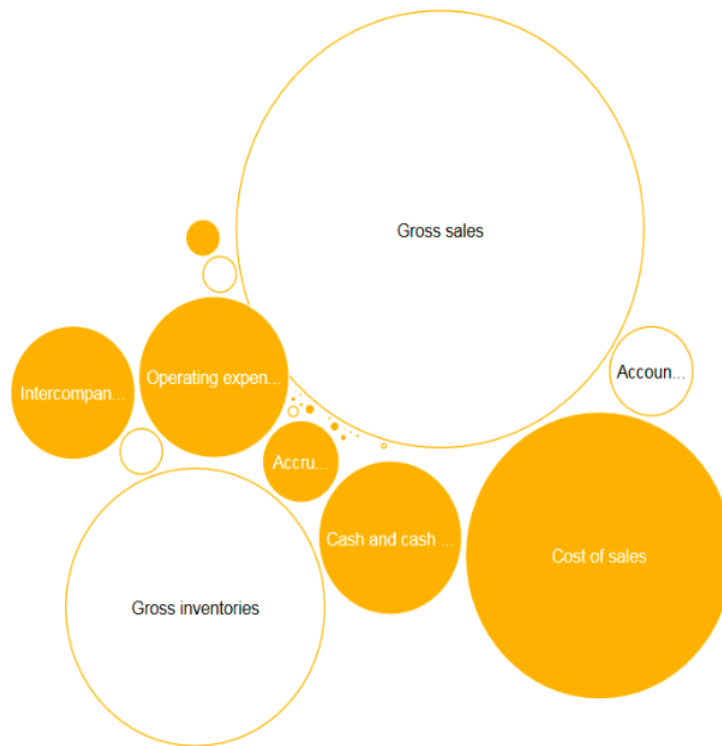 Gross sales
Accoun...
Operating expen...
Intercompan...
Accru...
Cash and cash ...
Cost of sales
Gross inventories